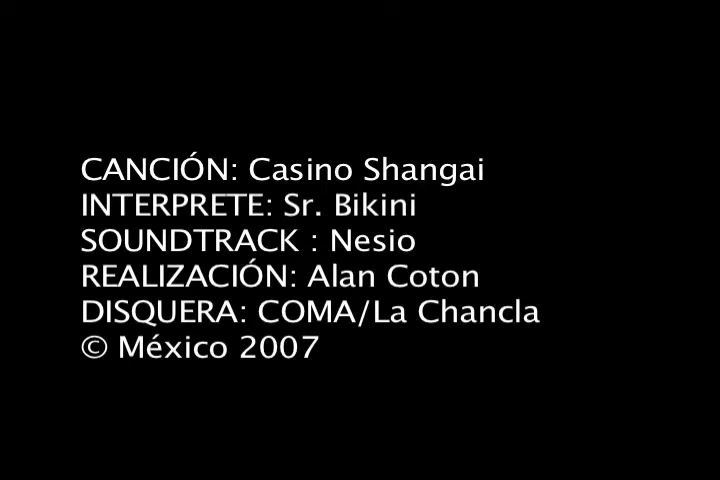 CANCIÓN: Casino Shangai
INTERPRETE: Sr. Bikini
SOUNDTRACK : Nesio
REALIZACIÓN: Alan Coton
DISQUERA: COMA/La Chancla
© México 2007